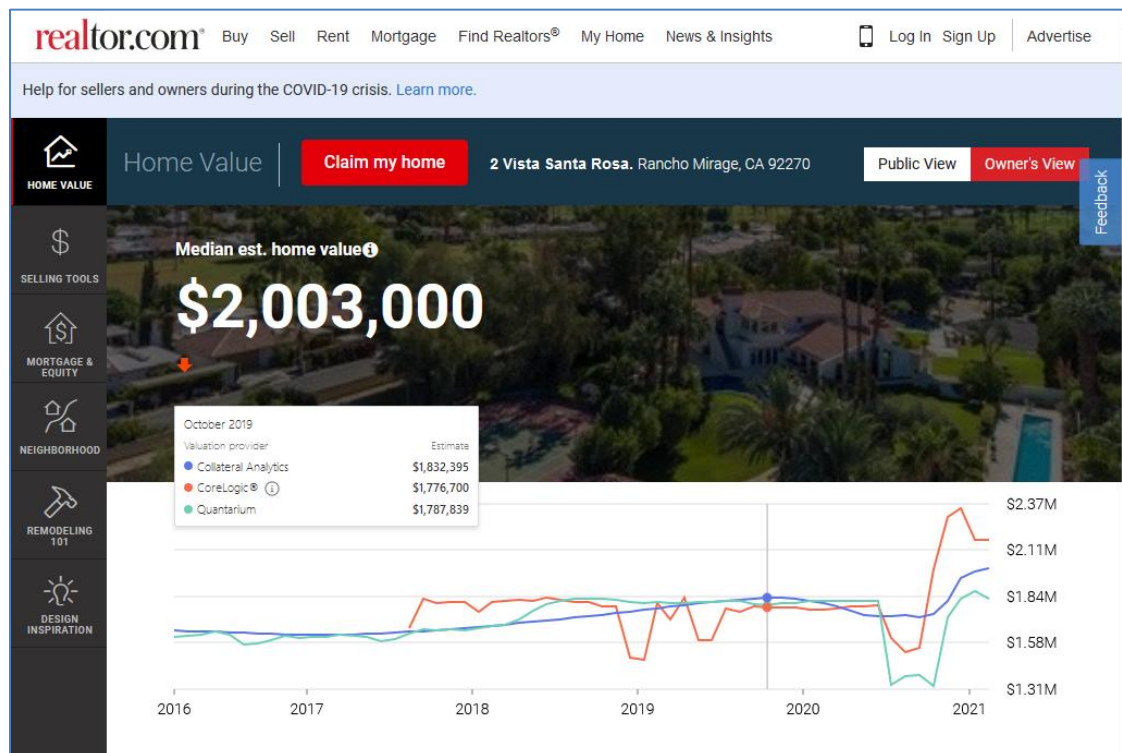 realtor.com® Buy Sell Rent Mortgage Find Realtors® My Home News & Insights Log In Sign Up Advertise
Help for sellers and owners during the COVID-19 crisis. Learn more.
HOME VALUE
Home Value Claim my home 2 Vista Santa Rosa. Rancho Mirage, CA 92270 Public View Owner's View
Feedback
SELLING TOOLS
MORTGAGE &
EQUITY
NEIGHBORHOOD
REMODELING
101
DESIGN
INSPIRATION
Median est. home value
$2,003,000
October 2019
Valuation provider Estimate
Collateral Analytics $1,832,395
CoreLogic® $1,776,700
Quantarium $1,787,839
$2.37M
$2.11M
$1.84M
$1.58M
$1.31M
2016 2017 2018 2019 2020 2021